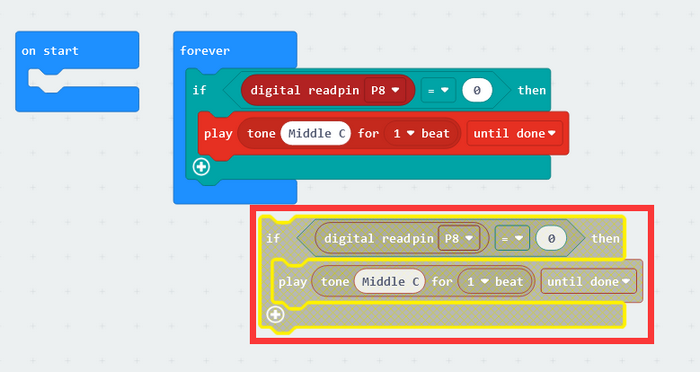 on start
forever
if digital read pin P8 = 0 then
play tone Middle C for 1 beat until done
if digital read pin P8 = 0 then
play tone Middle C for 1 beat until done